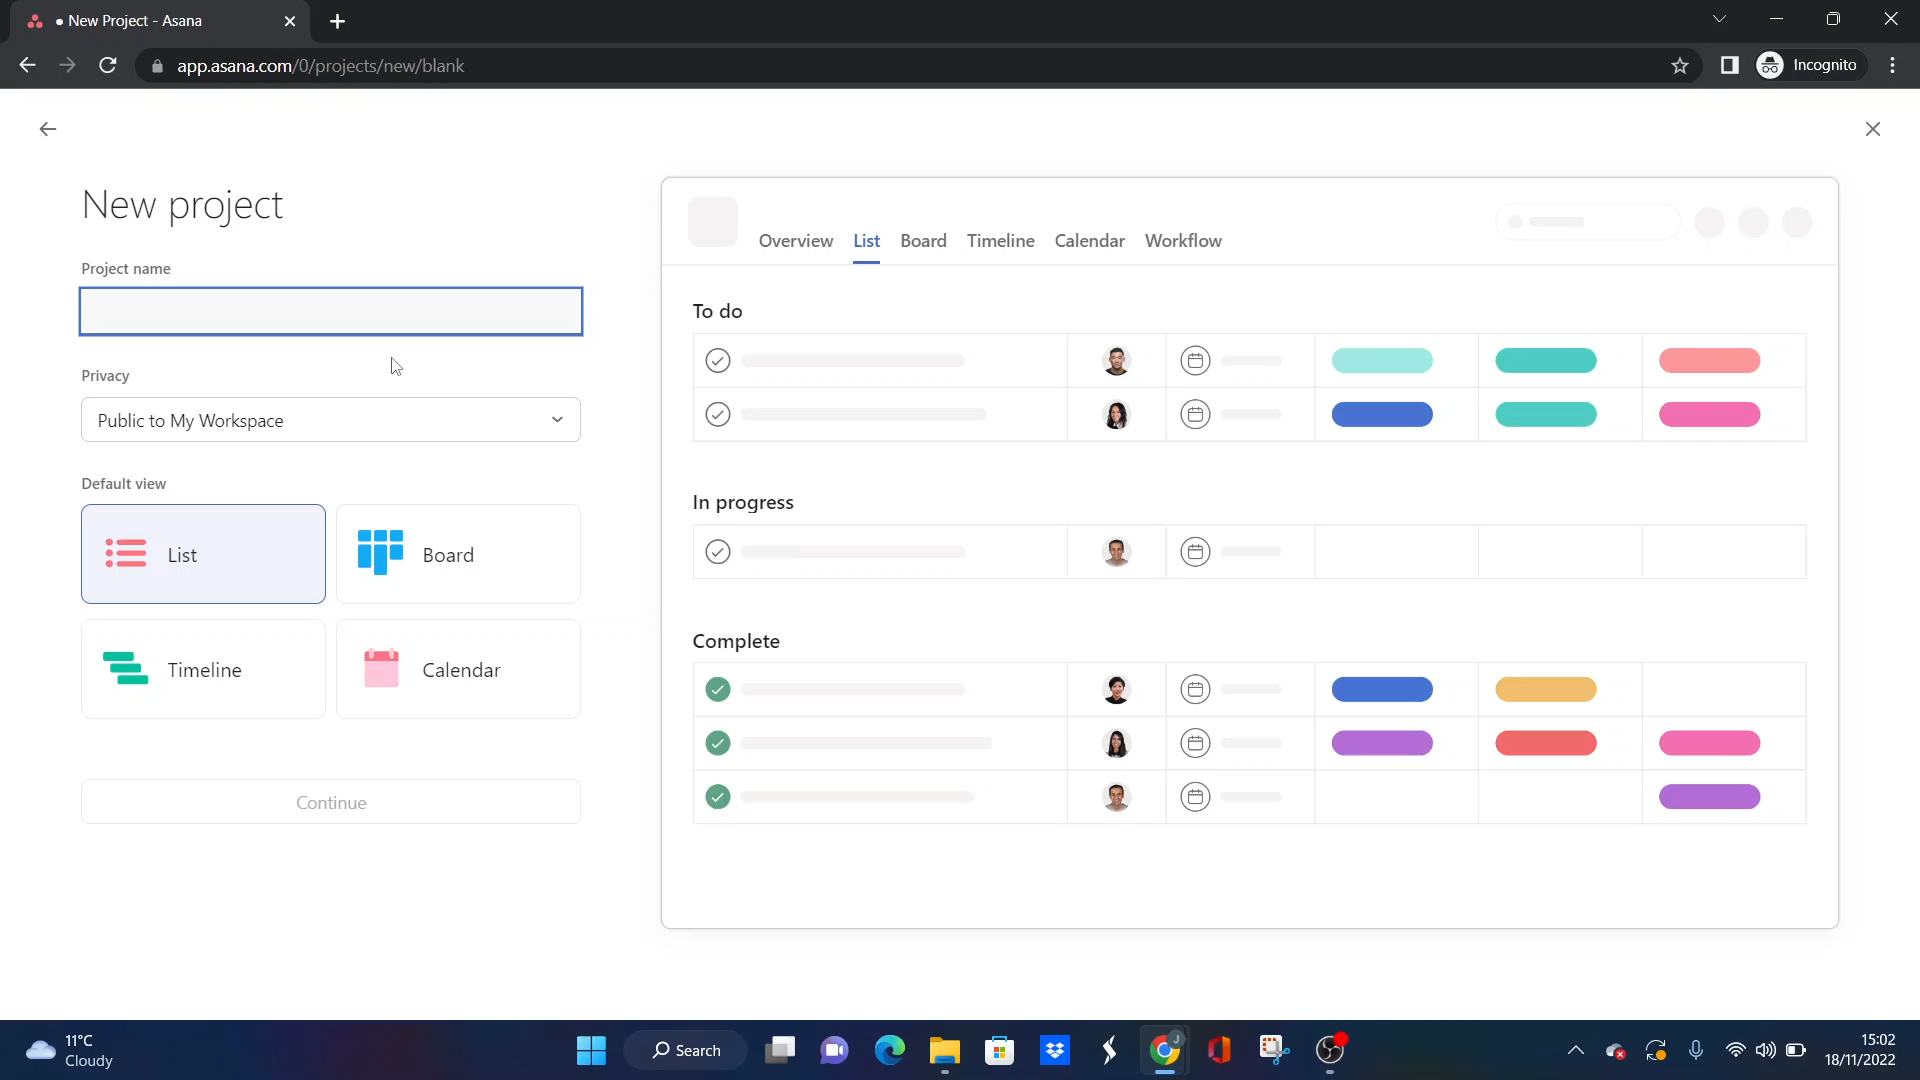 • New Project - Asana
app.asana.com/0/projects/new/blank
Incognito
New project
Project name
Privacy
Public to My Workspace
Default view
List
Board
Timeline
Calendar
Continue
Overview List Board Timeline Calendar Workflow
To do
In progress
Complete
11°C
Cloudy
Search
J
15:02
18/11/2022